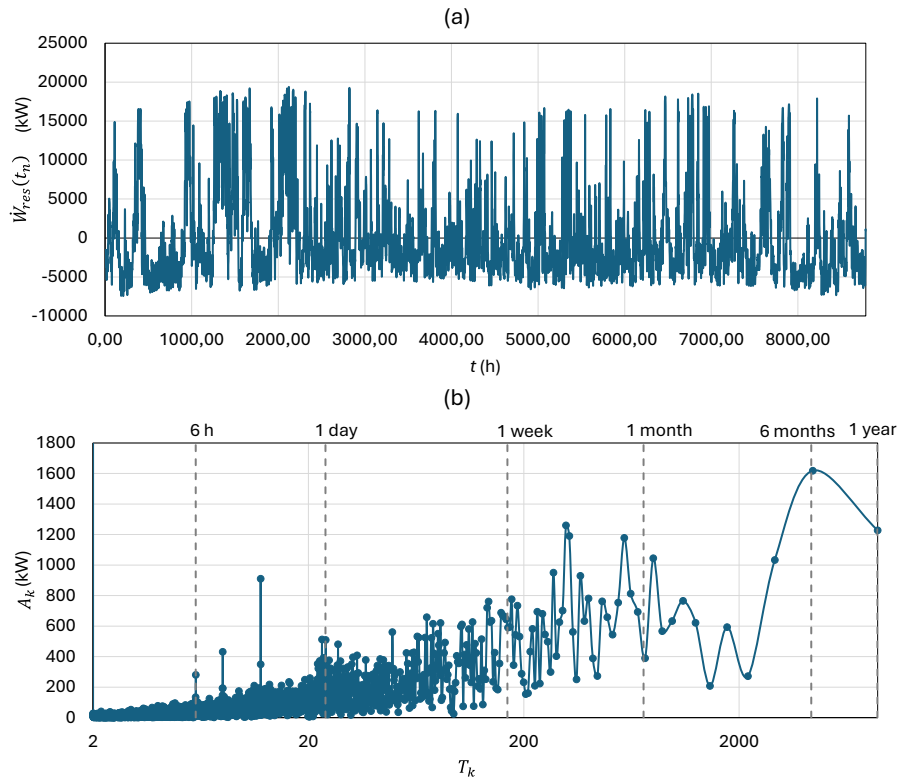 (a)
25000
20000
15000
10000
5000
0
-5000
-10000
Ẇres(tn) (kW)
0,00 1000,00 2000,00 3000,00 4000,00 5000,00 6000,00 7000,00 8000,00
t (h)
(b)
6 h 1 day 1 week 1 month 6 months 1 year
1800
1600
1400
1200
1000
800
600
400
200
0
Ak (kW)
2 20 200 2000
Tk